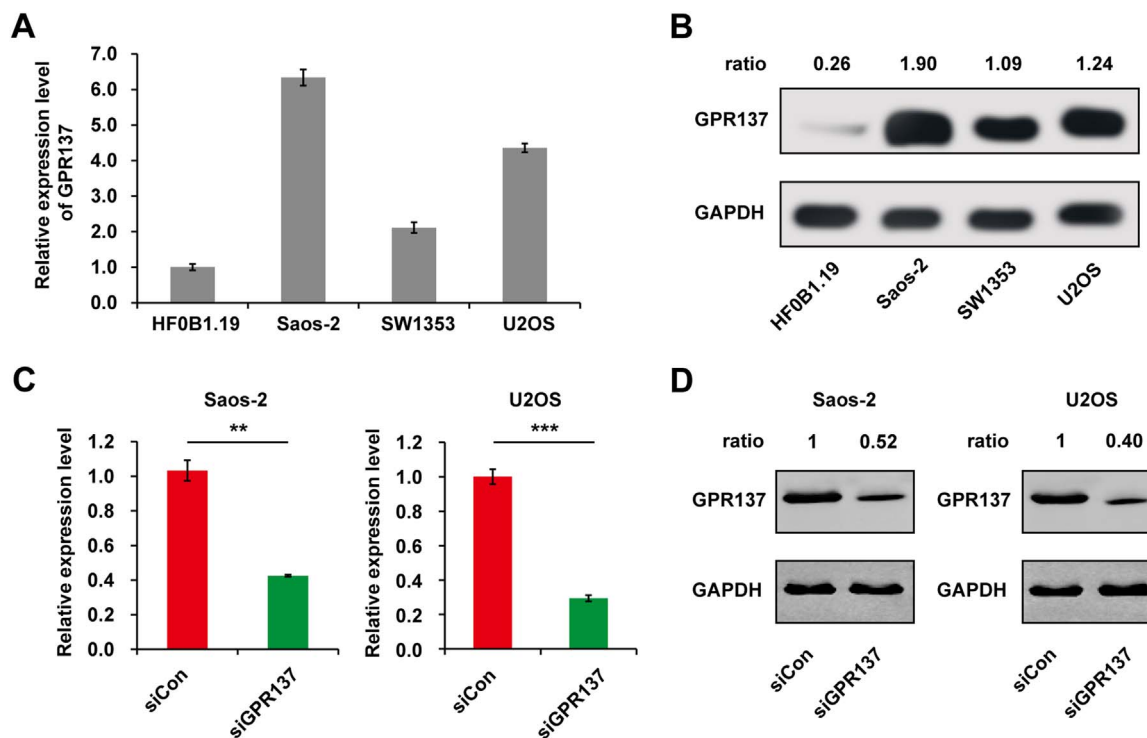 A
Relative expression level
of GPR137
7.0
6.0
5.0
4.0
3.0
2.0
1.0
0.0
HF0B1.19 Saos-2 SW1353 U2OS
B
ratio 0.26 1.90 1.09 1.24
GPR137
GAPDH
HF0B1.19 Saos-2 SW1353 U2OS
C
Saos-2
**
Relative expression level
1.2
1.0
0.8
0.6
0.4
0.2
0.0
siCon siGPR137
U2OS
***
Relative expression level
1.2
1.0
0.8
0.6
0.4
0.2
0.0
siCon siGPR137
D
Saos-2
ratio 1 0.52
GPR137
GAPDH
siCon siGPR137
U2OS
ratio 1 0.40
GPR137
GAPDH
siCon siGPR137